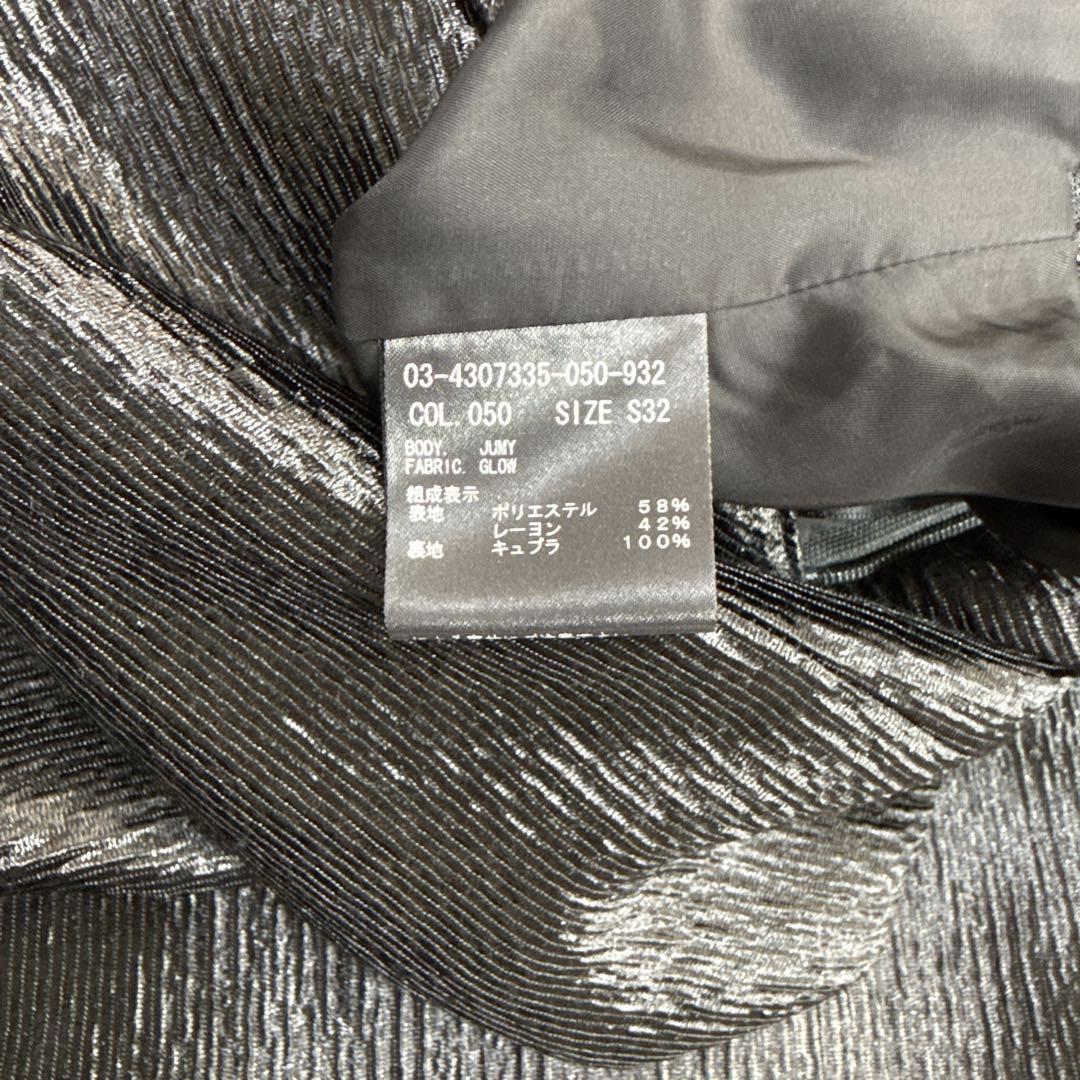 03-4307335-050-932
COL. 050 SIZE S32
BODY. JUMY
FABRIC. GLOW
組成表示
表地 ポリエステル 58%
レーヨン 42%
裏地 キュプラ 100%